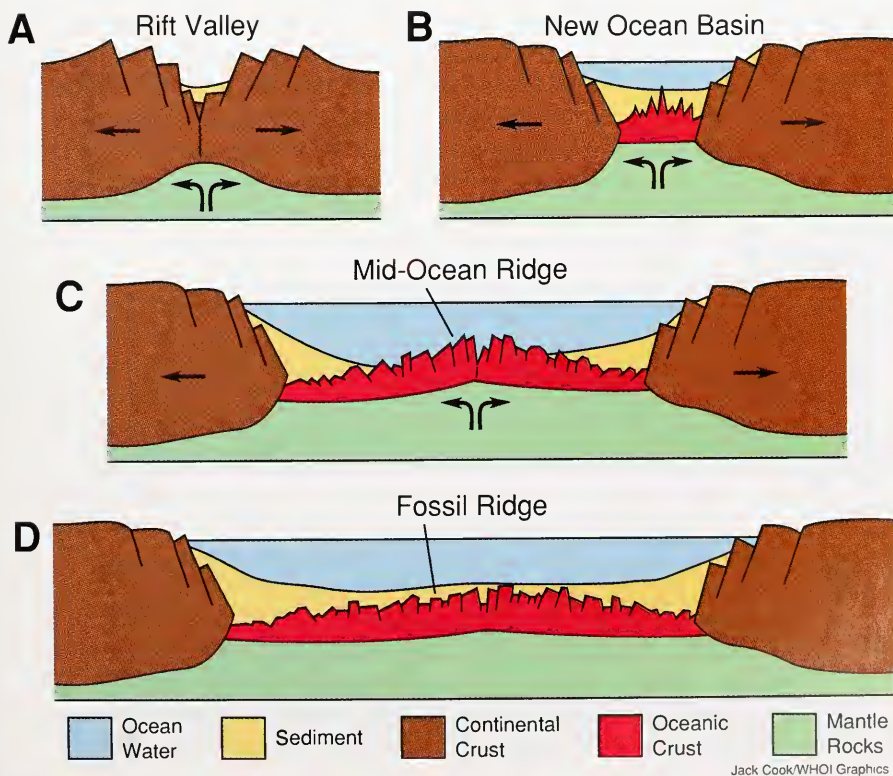 A
Rift Valley
B
New Ocean Basin
C
Mid-Ocean Ridge
D
Fossil Ridge
Ocean
Water
Sediment
Continental
Crust
Oceanic
Crust
Mantle
Rocks
Jack Cook/WHOI Graphics